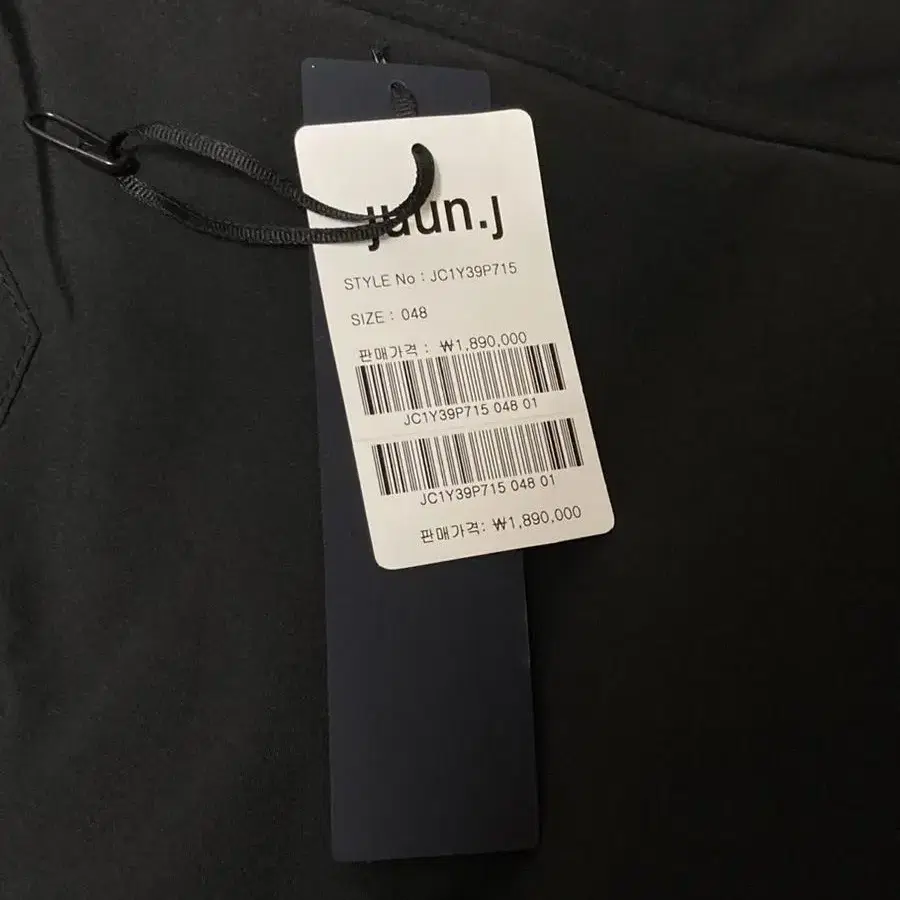 jaun.j
STYLE No : JC1Y39P715
SIZE : 048
판매가격 : ₩1,890,000
JC1Y39P715 048 01
JC1Y39P715 048 01
판매가격: ₩1,890,000